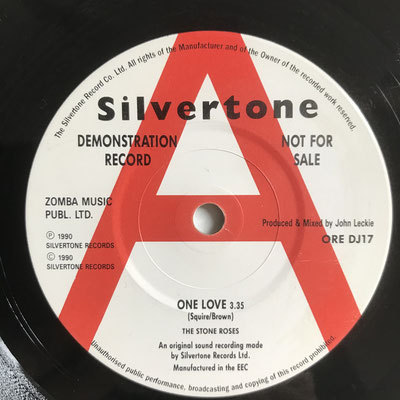 The Silvertone Record Co. Ltd. All rights of the Manufacturer and of the Owner of the recorded work reserved.
Silvertone
DEMONSTRATION
RECORD
NOT FOR
SALE
ZOMBA MUSIC
PUBL. LTD.
Ⓟ 1990
SILVERTONE RECORDS
© 1990
SILVERTONE RECORDS
Produced & Mixed by John Leckie
ORE DJ17
ONE LOVE 3.35
(Squire/Brown)
THE STONE ROSES
An original sound recording made
by Silvertone Records Ltd.
Manufactured in the EEC
Unauthorised public performance, broadcasting and copying of this record prohibited.
A